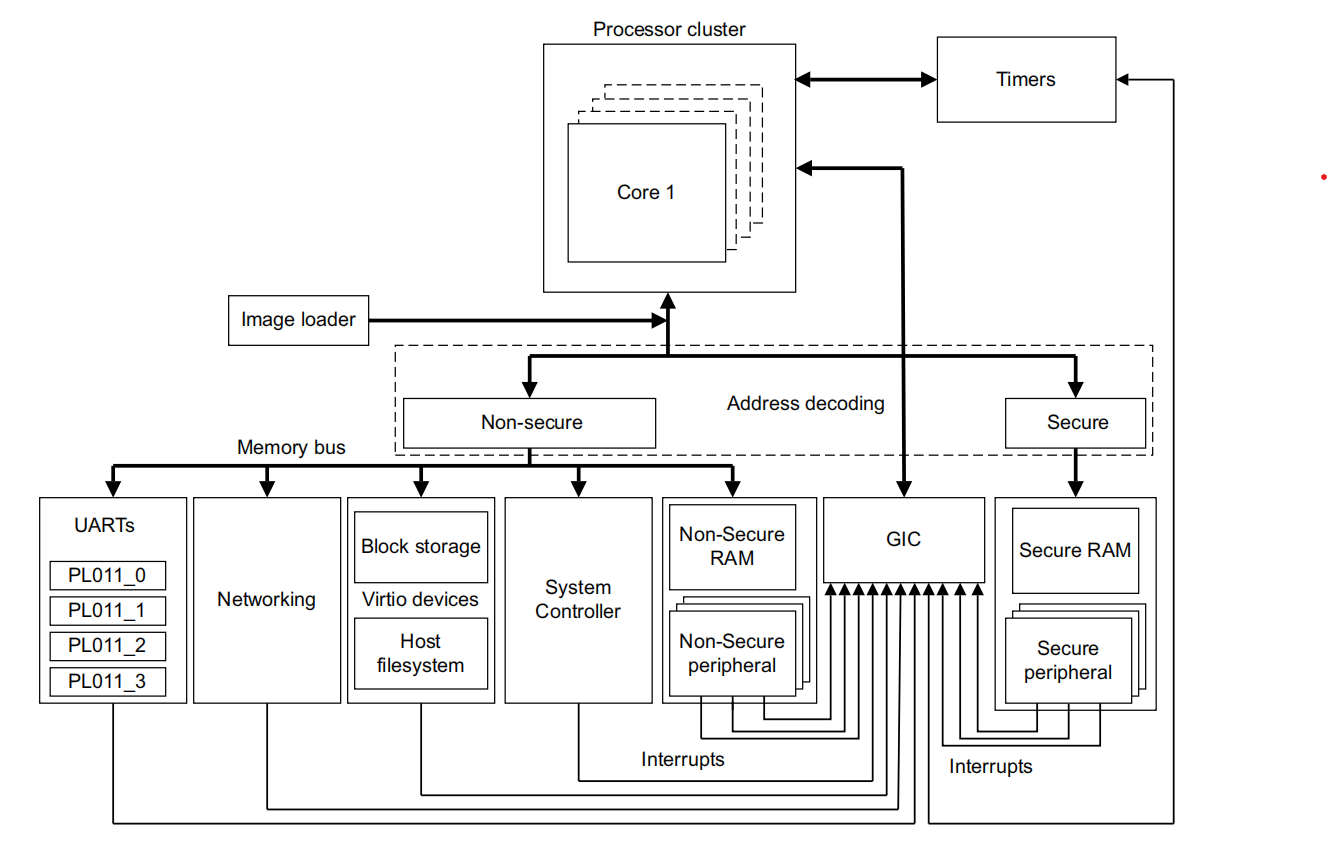 Processor cluster
Timers
Core 1
Image loader
Address decoding
Non-secure
Secure
Memory bus
UARTs
PL011_0
PL011_1
PL011_2
PL011_3
Networking
Block storage
Virtio devices
Host
filesystem
System
Controller
Non-Secure
RAM
Non-Secure
peripheral
GIC
Secure RAM
Secure
peripheral
Interrupts
Interrupts